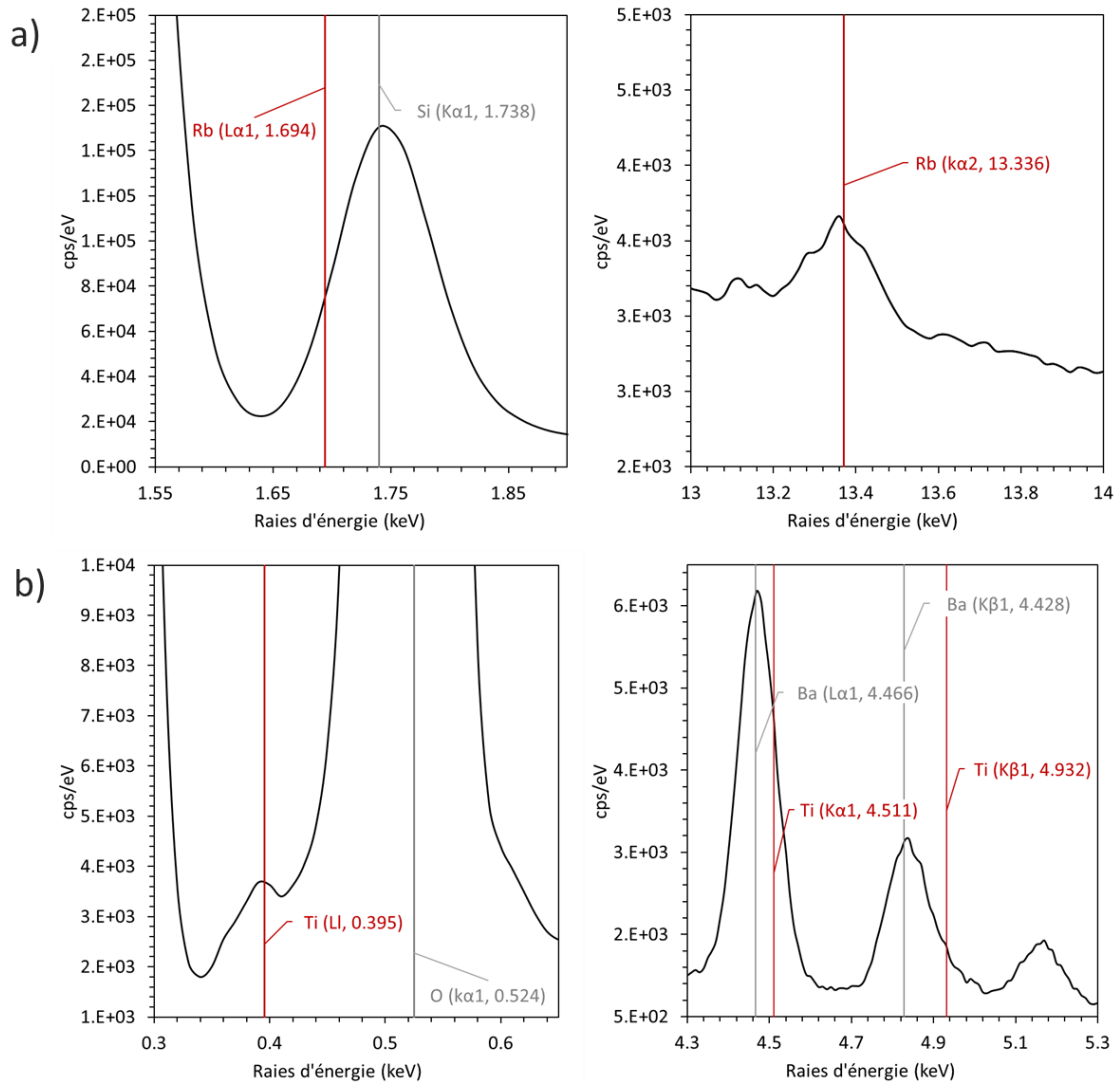 a)
2.E+05
2.E+05
2.E+05
1.E+05
1.E+05
1.E+05
8.E+04
6.E+04
4.E+04
2.E+04
0.E+00
cps/eV
Rb (Lα1, 1.694)
Si (Kα1, 1.738)
1.55
1.65
1.75
1.85
Raies d'énergie (keV)
5.E+03
5.E+03
4.E+03
4.E+03
3.E+03
3.E+03
2.E+03
cps/eV
Rb (kα2, 13.336)
13
13.2
13.4
13.6
13.8
14
Raies d'énergie (keV)
b)
1.E+04
9.E+03
8.E+03
7.E+03
6.E+03
5.E+03
4.E+03
3.E+03
2.E+03
1.E+03
cps/eV
Ti (Ll, 0.395)
O (kα1, 0.524)
0.3
0.4
0.5
0.6
Raies d'énergie (keV)
6.E+03
5.E+03
4.E+03
3.E+03
2.E+03
5.E+02
cps/eV
Ba (Kβ1, 4.428)
Ba (Lα1, 4.466)
Ti (Kβ1, 4.932)
Ti (Kα1, 4.511)
4.3
4.5
4.7
4.9
5.1
5.3
Raies d'énergie (keV)